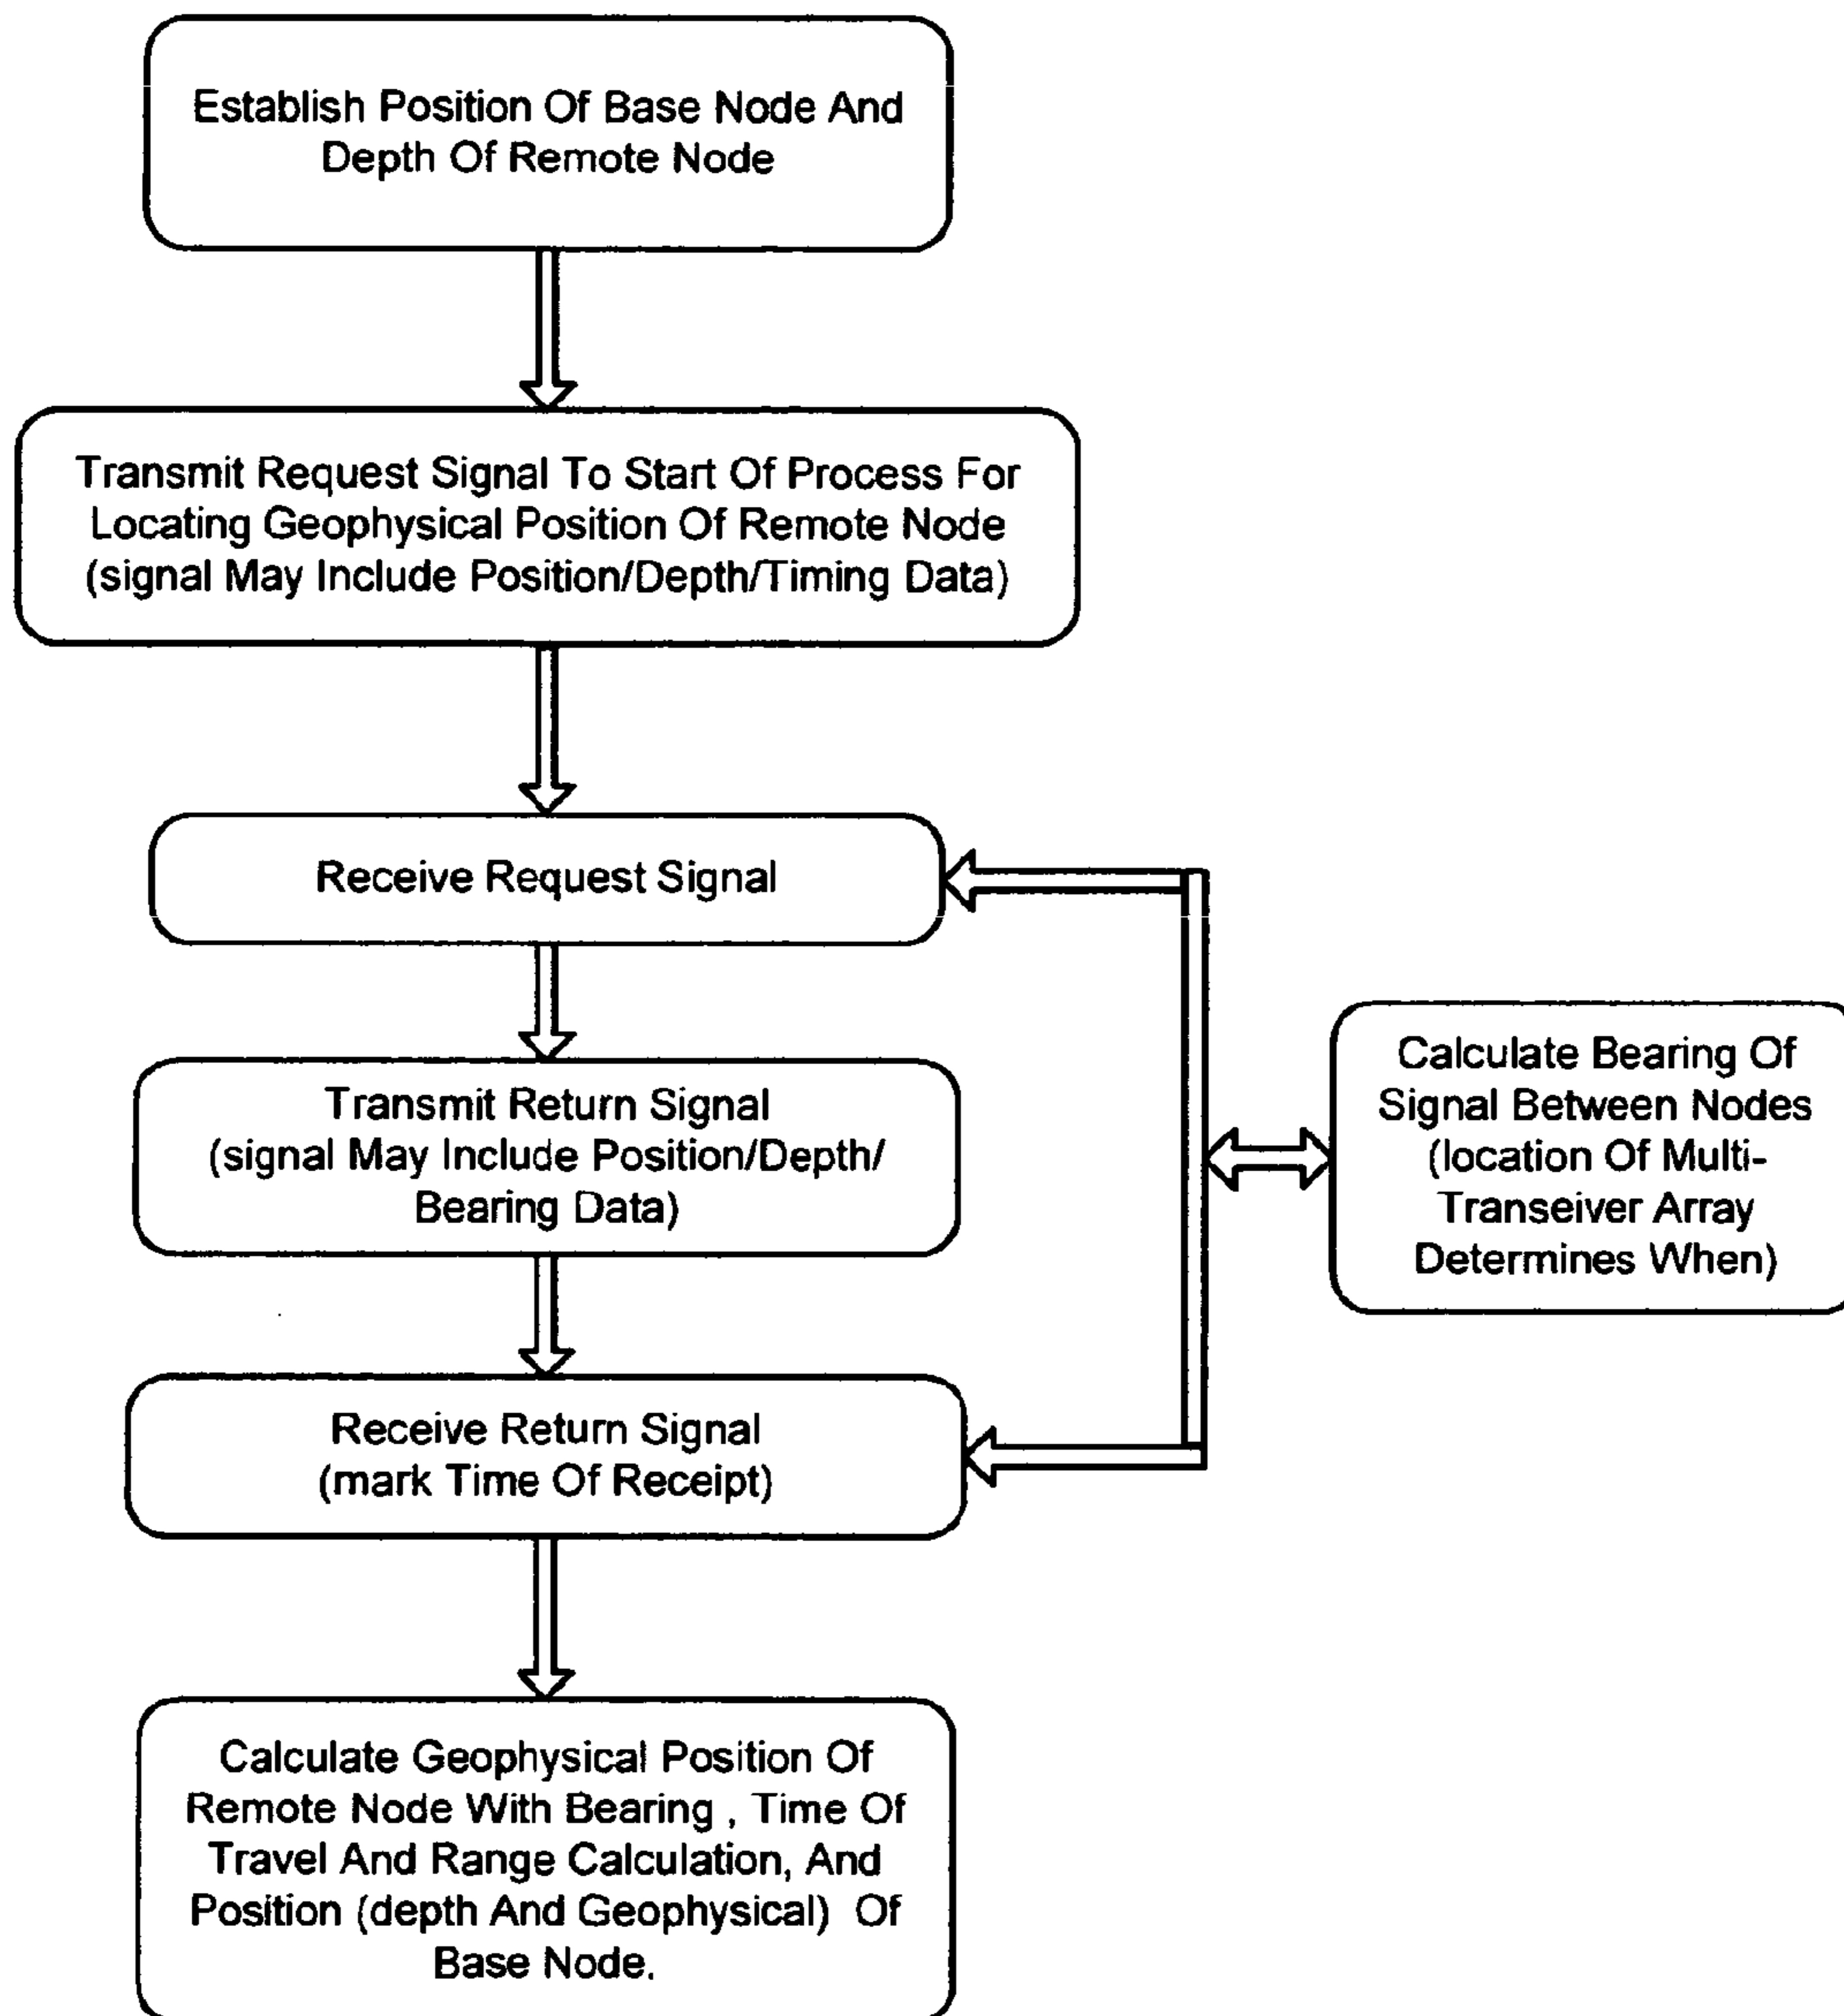 Establish Position Of Base Node And
Depth Of Remote Node
Transmit Request Signal To Start Of Process For
Locating Geophysical Position Of Remote Node
(signal May Include Position/Depth/Timing Data)
Receive Request Signal
Transmit Return Signal
(signal May Include Position/Depth/
Bearing Data)
Calculate Bearing Of
Signal Between Nodes
(location Of Multi-
Transeiver Array
Determines When)
Receive Return Signal
(mark Time Of Receipt)
Calculate Geophysical Position Of
Remote Node With Bearing , Time Of
Travel And Range Calculation, And
Position (depth And Geophysical) Of
Base Node.